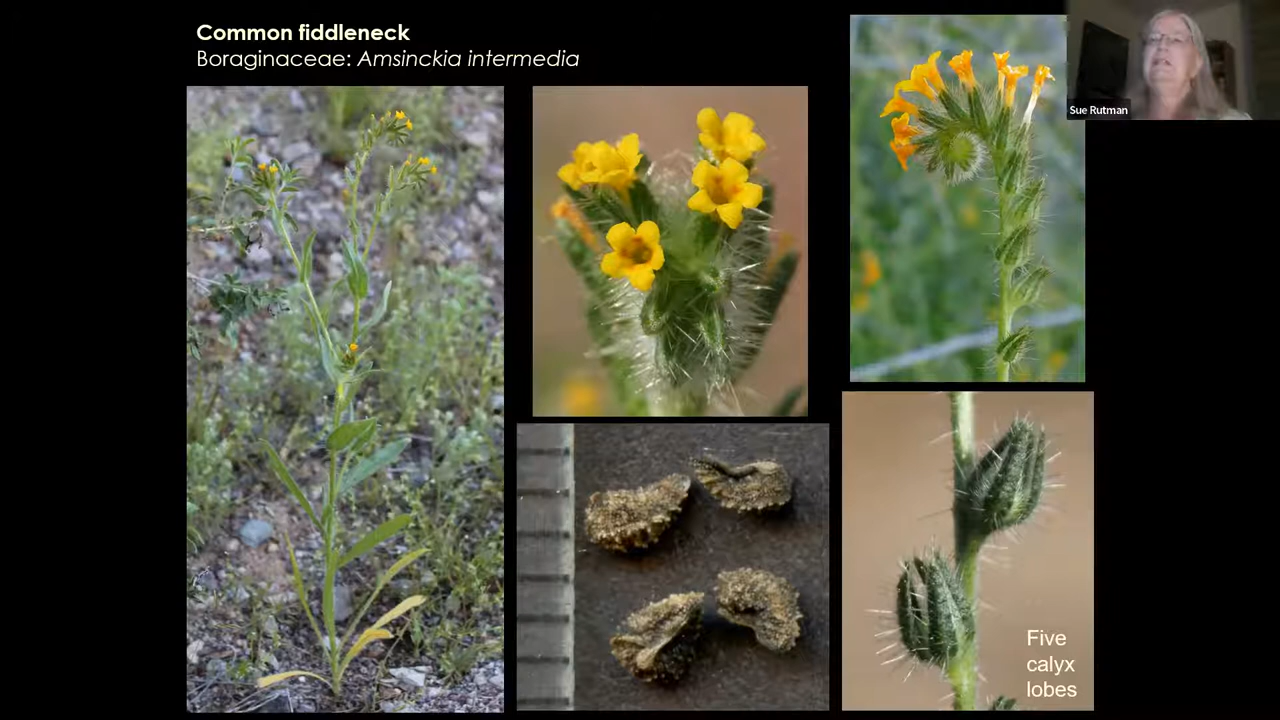 Common fiddleneck
Boraginaceae: Amsinckia intermedia
Sue Rutman
Five
calyx
lobes